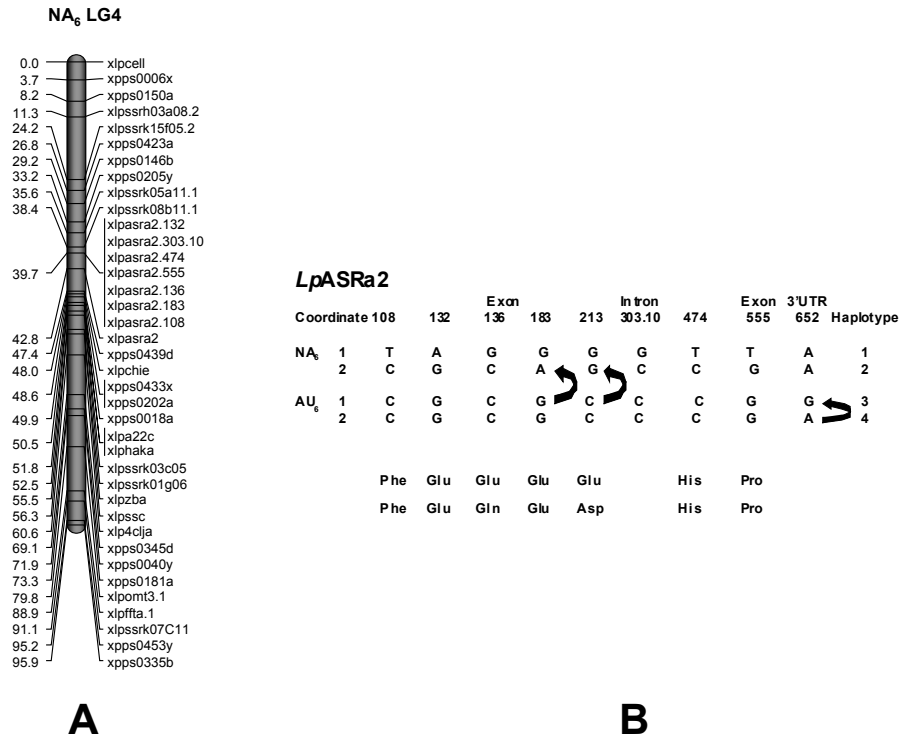 NA6 LG4
0.0 xlpcell
3.7 xpps0006x
8.2 xpps0150a
11.3 xlpssrh03a08.2
24.2 xlpssrk15f05.2
26.8 xpps0423a
29.2 xpps0146b
33.2 xpps0205y
35.6 xlpssrk05a11.1
38.4 xlpssrk08b11.1
xlpasra2.132
xlpasra2.303.10
xlpasra2.474
39.7 xlpasra2.555
xlpasra2.136
xlpasra2.183
xlpasra2.108
42.8 xlpasra2
47.4 xpps0439d
48.0 xlpchie
xpps0433x
48.6 xpps0202a
49.9 xpps0018a
xlpa22c
50.5 xlphaka
51.8 xlpssrk03c05
52.5 xlpssrk01g06
55.5 xlpzba
56.3 xlpssc
60.6 xlp4clja
69.1 xpps0345d
71.9 xpps0040y
73.3 xpps0181a
79.8 xlpomt3.1
88.9 xlpffta.1
91.1 xlpssrk07C11
95.2 xpps0453y
95.9 xpps0335b
A
LpASRa2
Exon Intron Exon 3'UTR
Coordinate 108 132 136 183 213 303.10 474 555 652 Haplotype
NA6 1 T A G G G G T T A 1
2 C G C A G C C G A 2
AU6 1 C G C G C C C G G 3
2 C G C G C C C G A 4
Phe Glu Glu Glu Glu His Pro
Phe Glu Gln Glu Asp His Pro
B